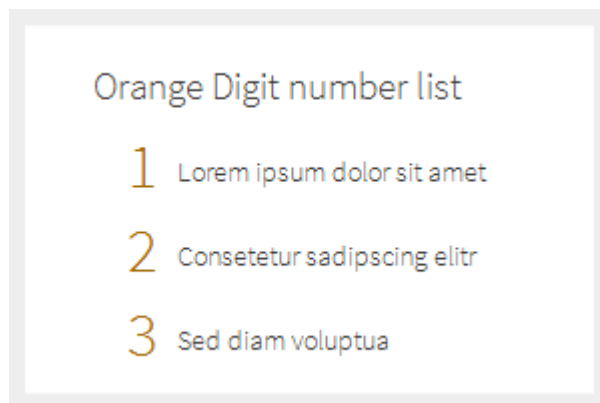 Orange Digit number list
1 Lorem ipsum dolor sit amet
2 Consetetur sadipscing elitr
3 Sed diam voluptua